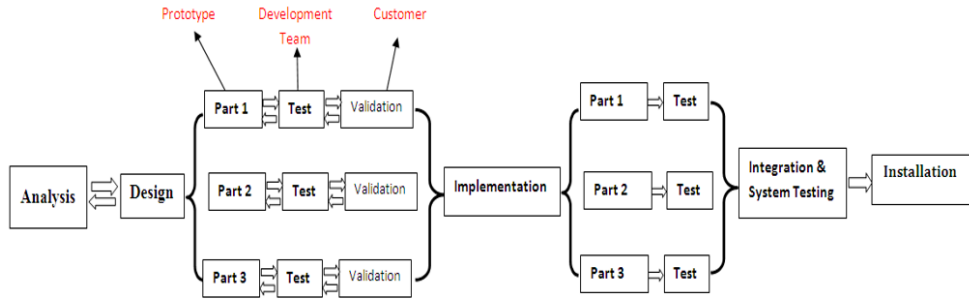 Prototype
Development
Team
Customer
Part 1
Test
Validation
Part 1
Test
Analysis
Design
Part 2
Test
Validation
Implementation
Part 2
Test
Integration &
System Testing
Installation
Part 3
Test
Validation
Part 3
Test